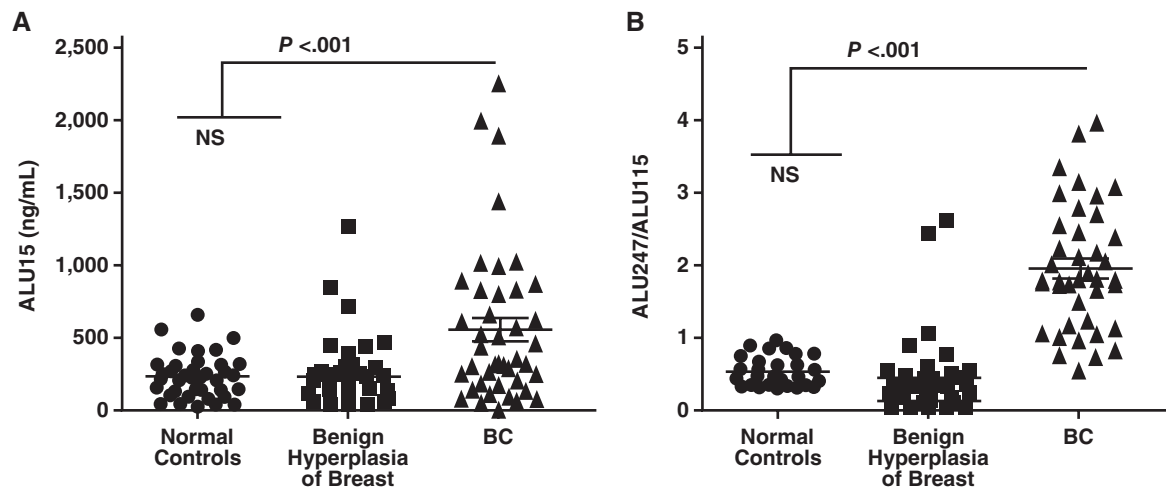 A
P <.001
NS
ALU15 (ng/mL)
2,500
2,000
1,500
1,000
500
0
Normal
Controls
Benign
Hyperplasia
of Breast
BC
B
P <.001
NS
ALU247/ALU115
5
4
3
2
1
0
Normal
Controls
Benign
Hyperplasia
of Breast
BC